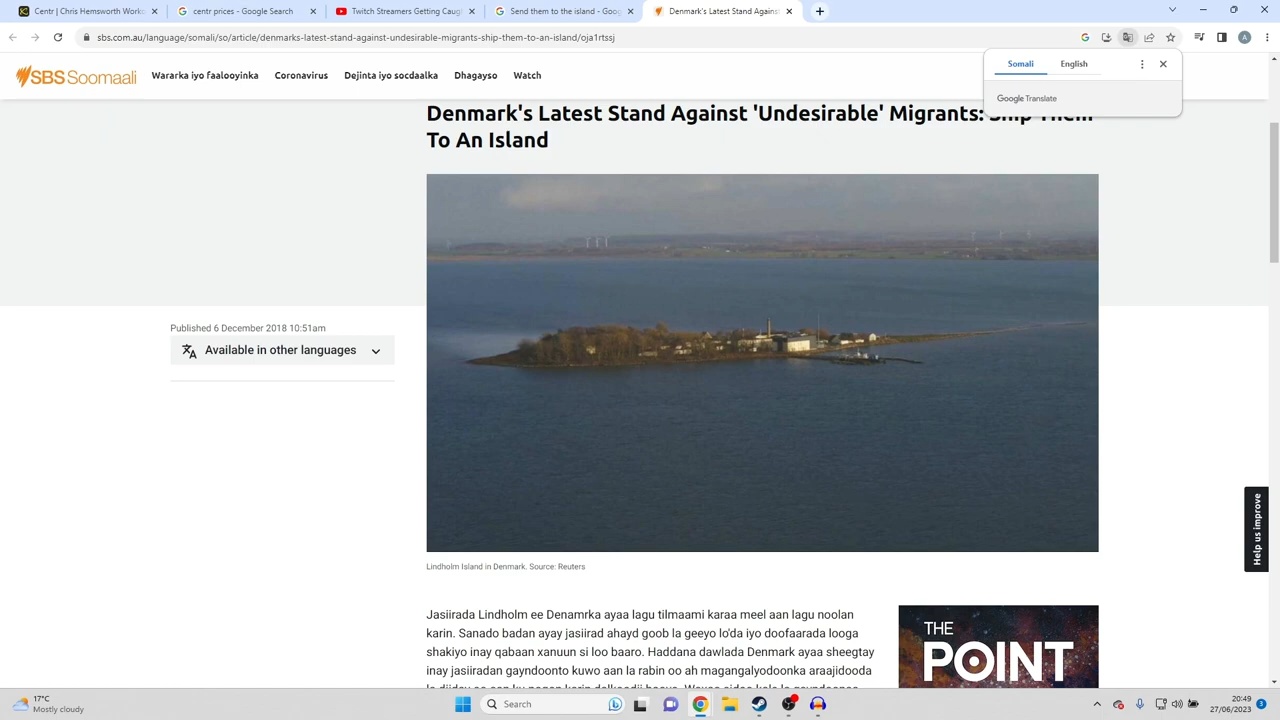 Centr | Chris Hemsworth Works
centr prices - Google Search
Twitch Streamers Getting Caug
Send them to the island - Goog
Denmark's Latest Stand Agains
sbs.com.au/language/somali/so/article/denmarks-latest-stand-against-undesirable-migrants-ship-them-to-an-island/oja1rtssj
A
SBS Soomaali
Wararka iyo faalooyinka
Coronavirus
Dejinta iyo socdaalka
Dhagayso
Watch
Somali
English
Google Translate
Denmark's Latest Stand Against 'Undesirable' Migrants: Ship Them
To An Island
Published 6 December 2018 10:51am
Available in other languages
Lindholm Island in Denmark. Source: Reuters
Help us improve
Jasiirada Lindholm ee Denamrka ayaa lagu tilmaami karaa meel aan lagu noolan
karin. Sanado badan ayay jasiirad ahayd goob la geeyo lo'da iyo doofaarada looga
shakiyo inay qabaan xanuun si loo baaro. Haddana dawlada Denmark ayaa sheegtay
inay jasiiradan gayndoonto kuwo aan la rabin oo ah magangalyodoonka araajidooda
THE
POINT
17°C
Mostly cloudy
Search
20:49
27/06/2023
3